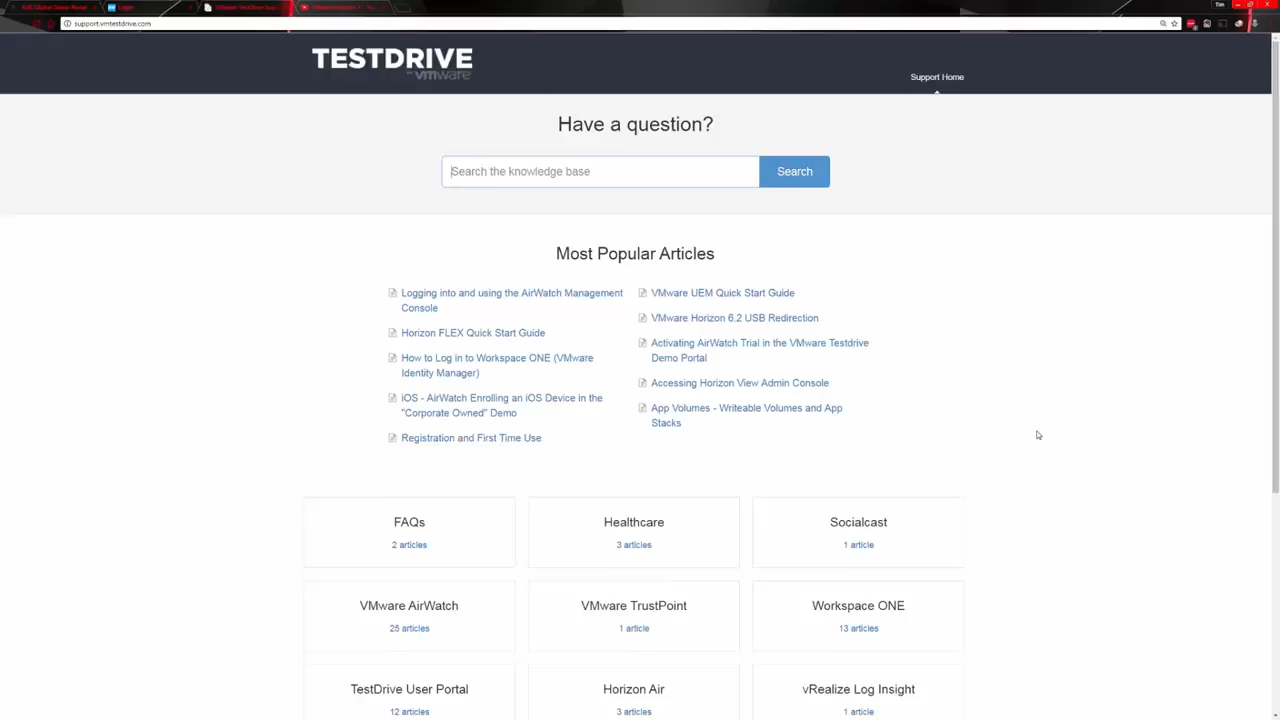 Login
Tim
support.vmtestdrive.com
TESTDRIVE
vmware
Support Home
Have a question?
Search the knowledge base
Search
Most Popular Articles
Logging into and using the AirWatch Management
Console
Horizon FLEX Quick Start Guide
How to Log in to Workspace ONE (VMware
Identity Manager)
iOS - AirWatch Enrolling an iOS Device in the
"Corporate Owned" Demo
Registration and First Time Use
VMware UEM Quick Start Guide
VMware Horizon 6.2 USB Redirection
Activating AirWatch Trial in the VMware Testdrive
Demo Portal
Accessing Horizon View Admin Console
App Volumes - Writeable Volumes and App
Stacks
FAQs
2 articles
Healthcare
3 articles
Socialcast
1 article
VMware AirWatch
25 articles
VMware TrustPoint
1 article
Workspace ONE
13 articles
TestDrive User Portal
12 articles
Horizon Air
3 articles
vRealize Log Insight
1 article